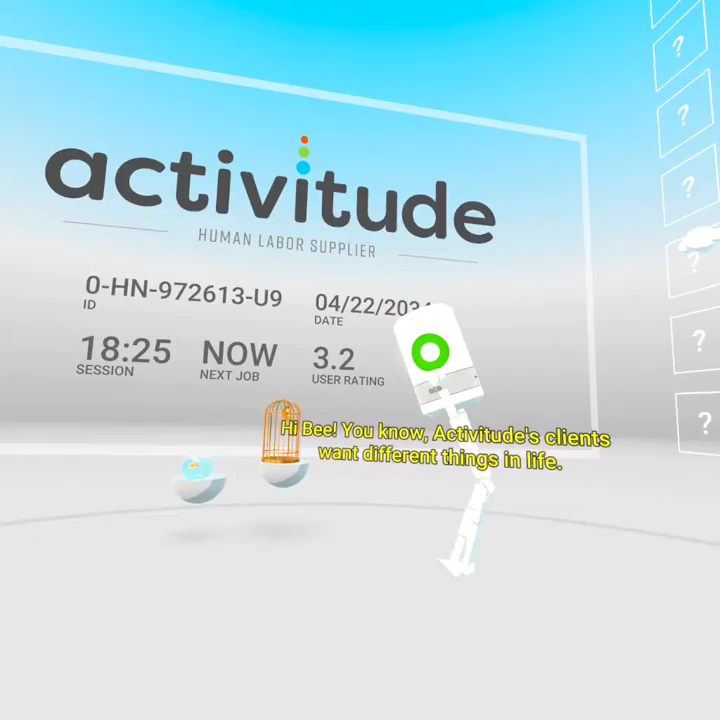 activitude
HUMAN LABOR SUPPLIER
0-HN-972613-U9
ID
DATE
18:25
SESSION
NOW
NEXT JOB
3.2
USER RATING
Hi Bee! You know, Activitude's clients
want different things in life.
?
?
?
?
?
?